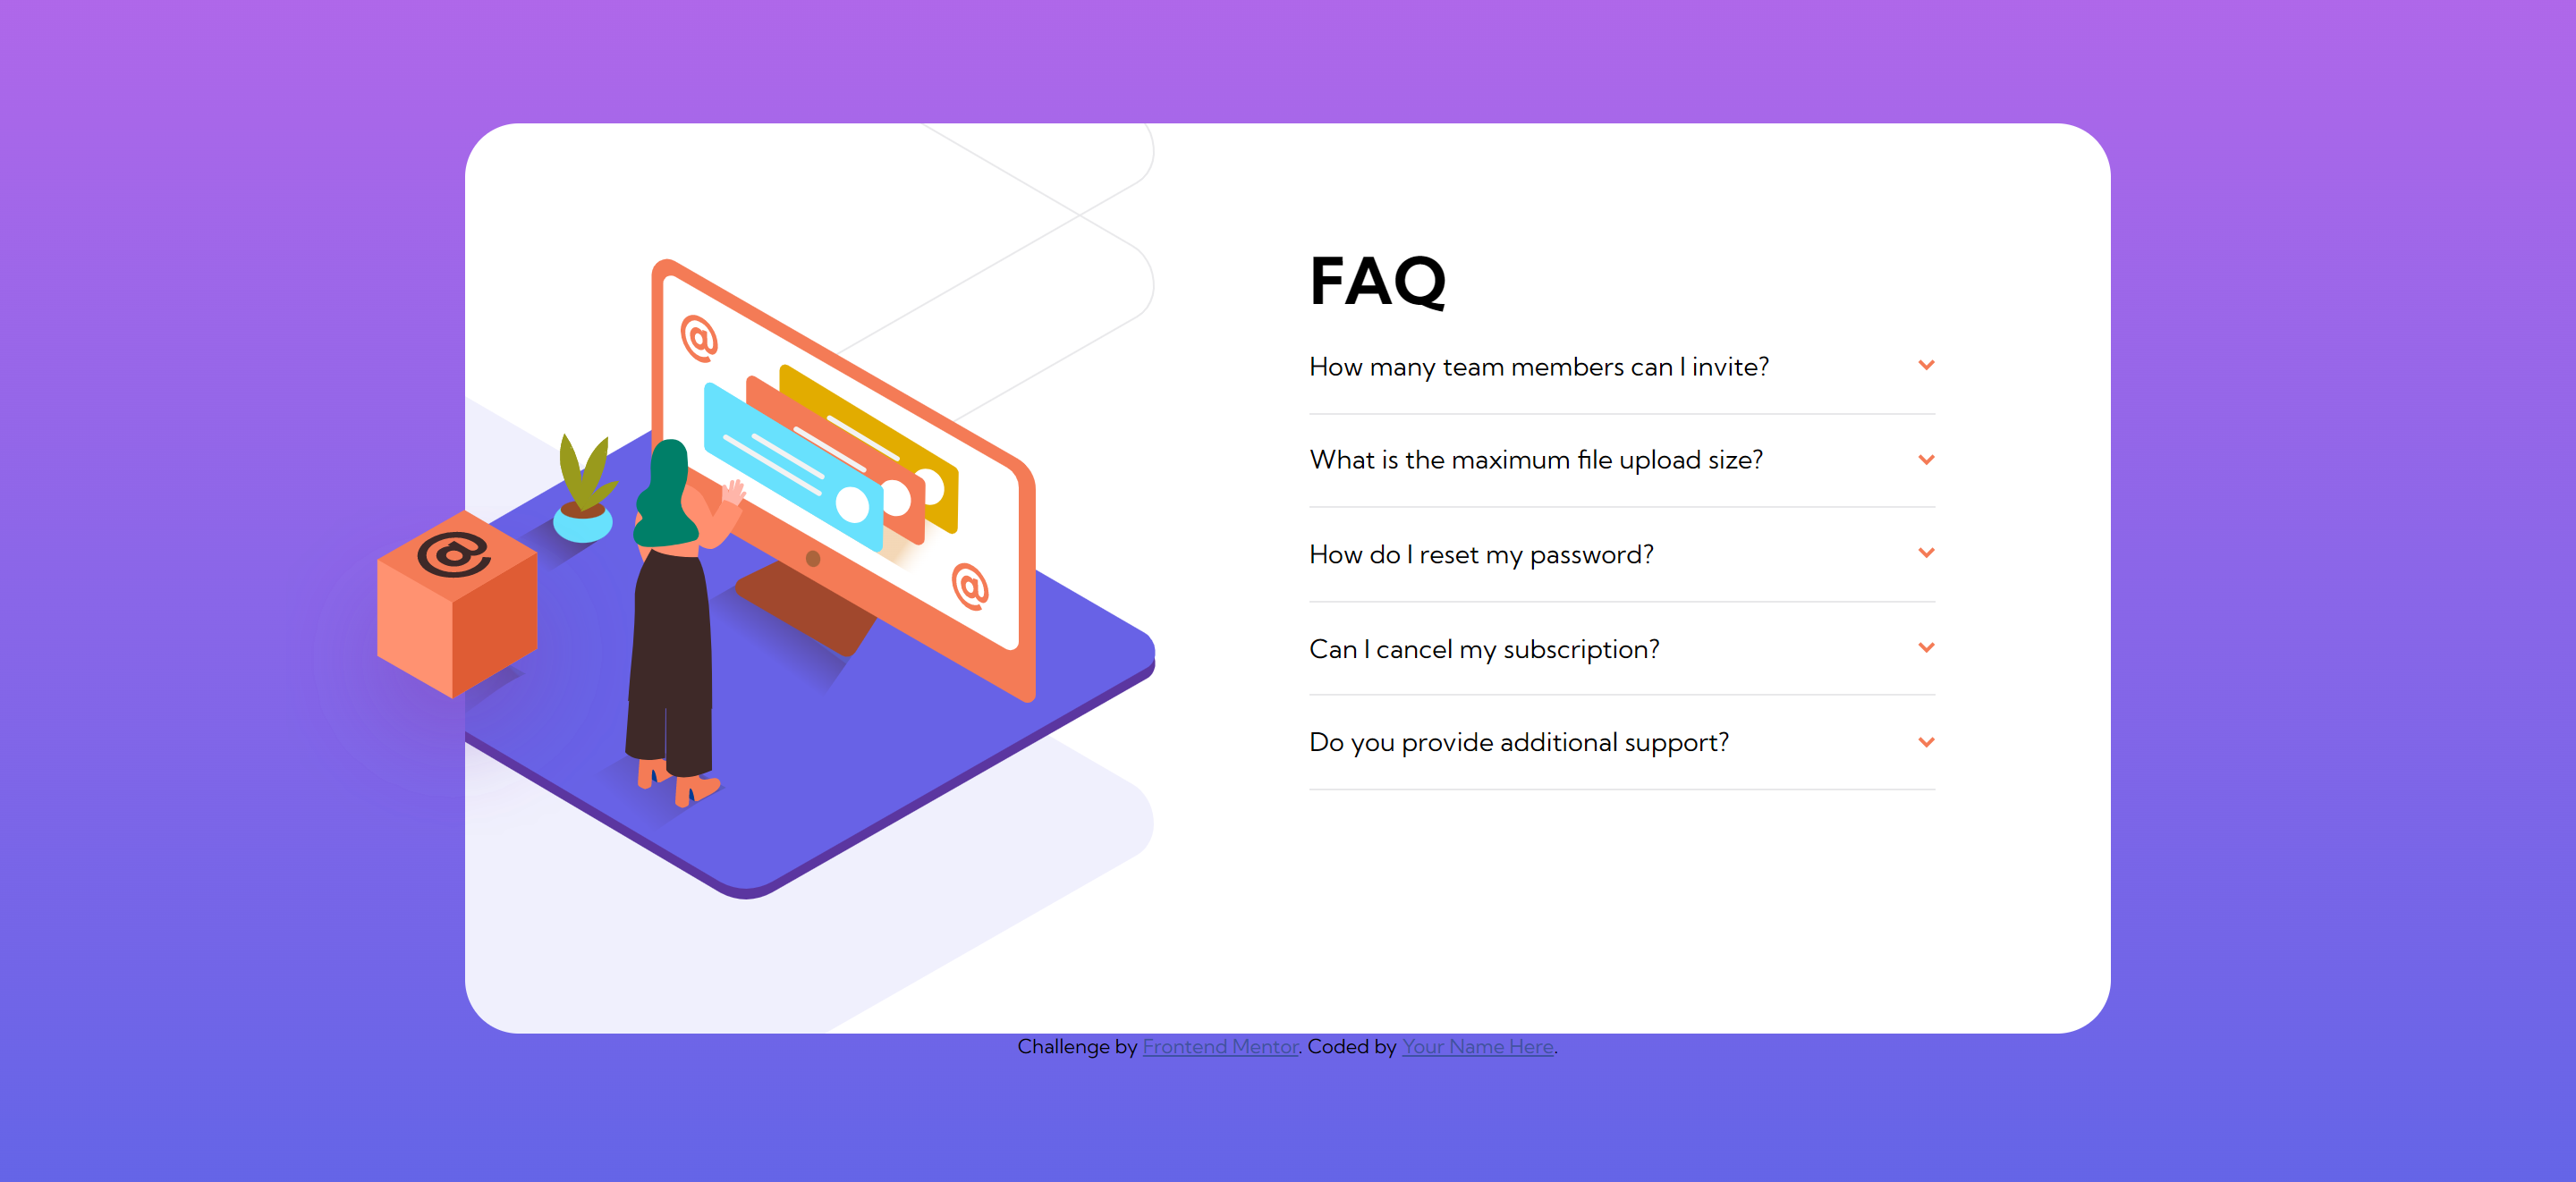 @
@
@
FAQ
How many team members can I invite?
What is the maximum file upload size?
How do I reset my password?
Can I cancel my subscription?
Do you provide additional support?
Challenge by Frontend Mentor. Coded by Your Name Here.